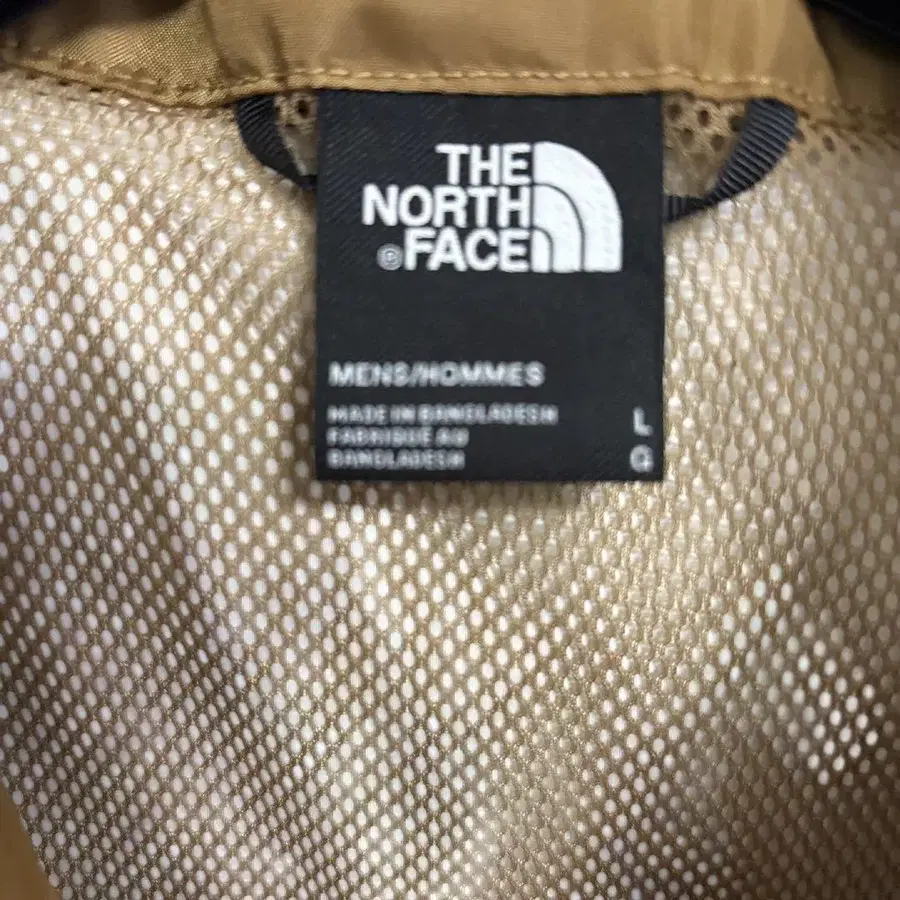 THE
NORTH
®FACE
MENS/HOMMES
MADE IN BANGLADESH
FABRIQUÉ AU
BANGLADESH
L
G